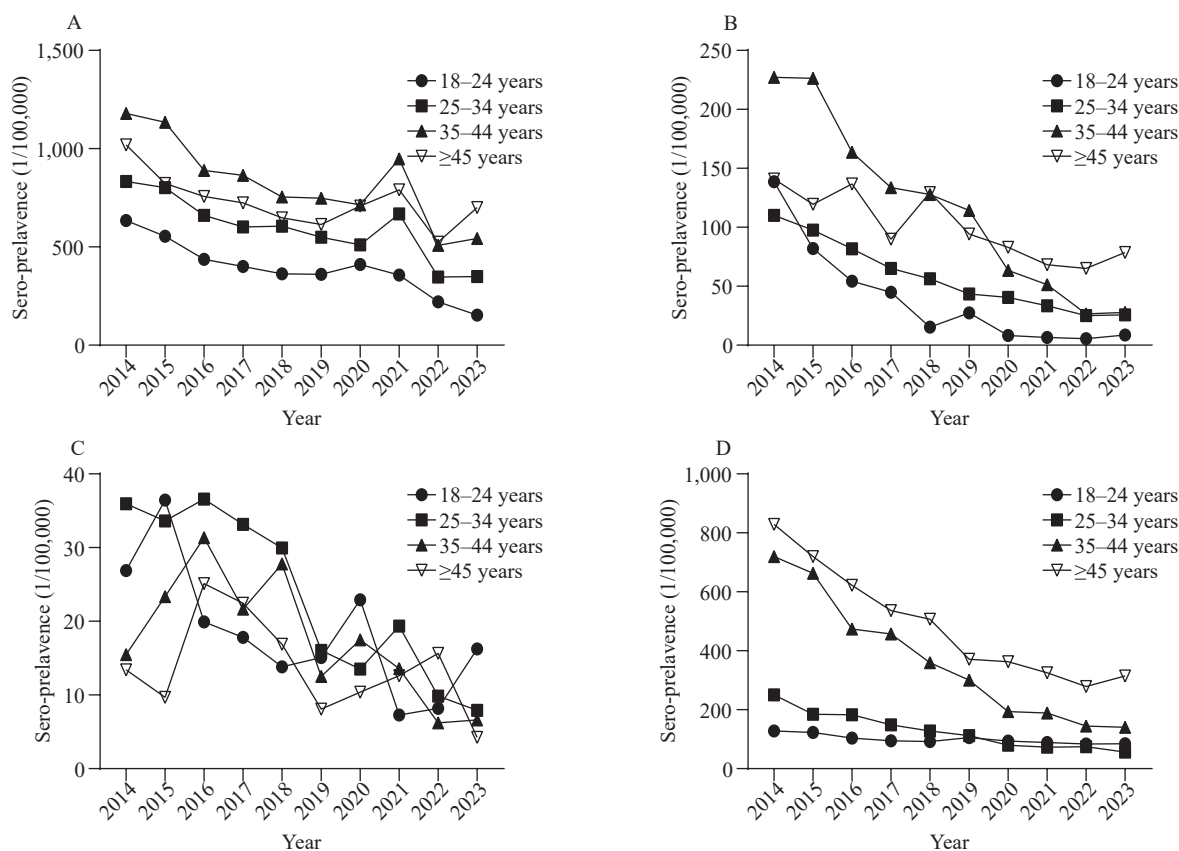 A
Sero-prelavence (1/100,000)
1,500
1,000
500
0
18–24 years
25–34 years
35–44 years
≥45 years
2014 2015 2016 2017 2018 2019 2020 2021 2022 2023
Year
B
Sero-prelavence (1/100,000)
250
200
150
100
50
0
18–24 years
25–34 years
35–44 years
≥45 years
2014 2015 2016 2017 2018 2019 2020 2021 2022 2023
Year
C
Sero-prelavence (1/100,000)
40
30
20
10
0
18–24 years
25–34 years
35–44 years
≥45 years
2014 2015 2016 2017 2018 2019 2020 2021 2022 2023
Year
D
Sero-prelavence (1/100,000)
1,000
800
600
400
200
0
18–24 years
25–34 years
35–44 years
≥45 years
2014 2015 2016 2017 2018 2019 2020 2021 2022 2023
Year